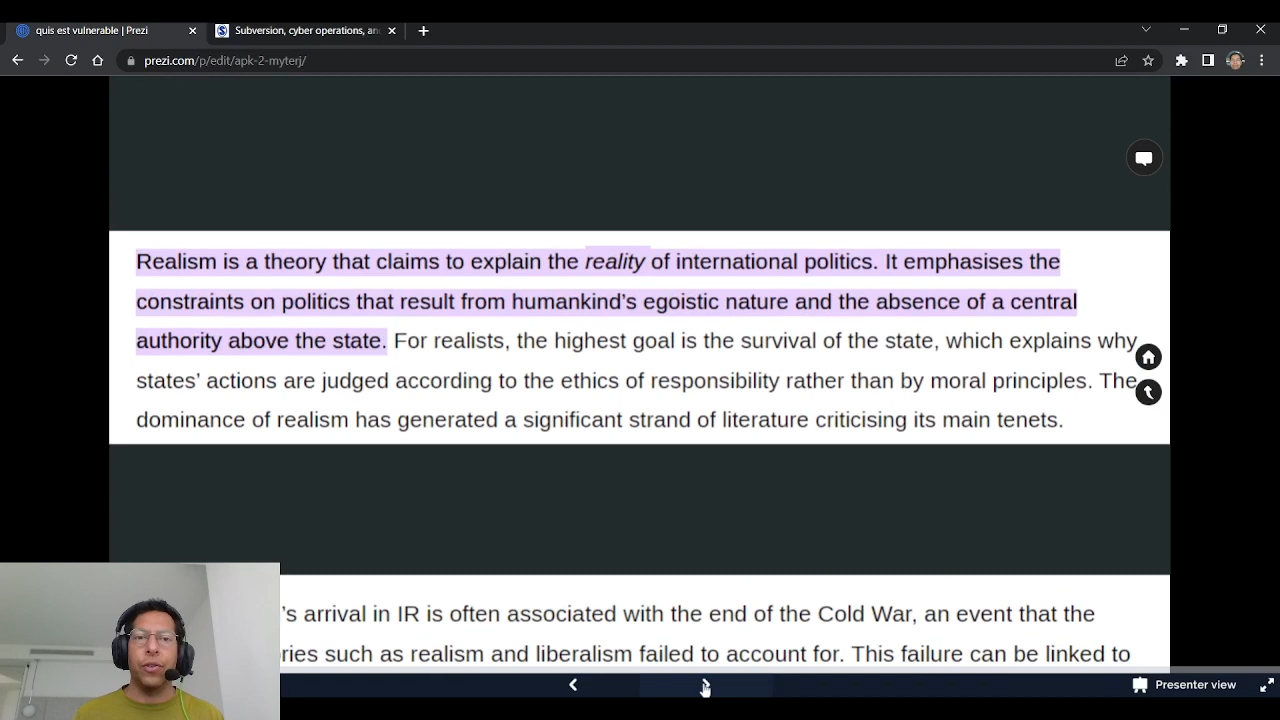 quis est vulnerable | Prezi
Subversion, cyber operations, an
prezi.com/p/edit/apk-2-myterj/
Realism is a theory that claims to explain the reality of international politics. It emphasises the
constraints on politics that result from humankind’s egoistic nature and the absence of a central
authority above the state. For realists, the highest goal is the survival of the state, which explains why
states’ actions are judged according to the ethics of responsibility rather than by moral principles. The
dominance of realism has generated a significant strand of literature criticising its main tenets.
’s arrival in IR is often associated with the end of the Cold War, an event that the
ries such as realism and liberalism failed to account for. This failure can be linked to
Presenter view